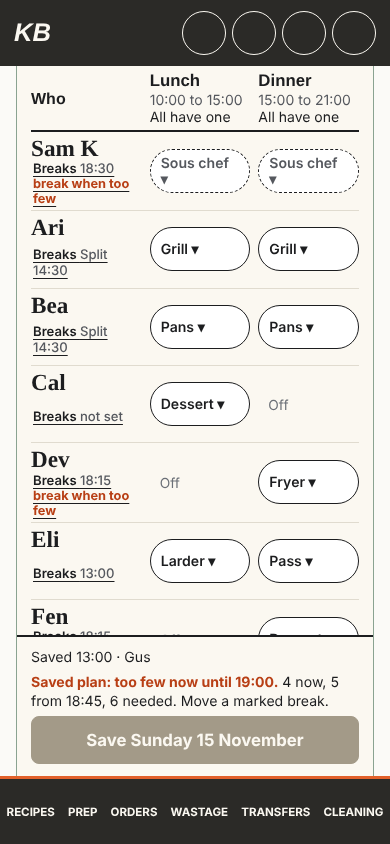 KB
Who
Lunch
10:00 to 15:00
All have one
Dinner
15:00 to 21:00
All have one
Sam K
Breaks 18:30
break when too
few
Sous chef
▾
Sous chef
▾
Ari
Breaks Split
14:30
Grill ▾
Grill ▾
Bea
Breaks Split
14:30
Pans ▾
Pans ▾
Cal
Breaks not set
Dessert ▾
Off
Dev
Breaks 18:15
break when too
few
Off
Fryer ▾
Eli
Breaks 13:00
Larder ▾
Pass ▾
Fen
Saved 13:00 · Gus
Saved plan: too few now until 19:00. 4 now, 5
from 18:45, 6 needed. Move a marked break.
Save Sunday 15 November
RECIPES PREP ORDERS WASTAGE TRANSFERS CLEANING